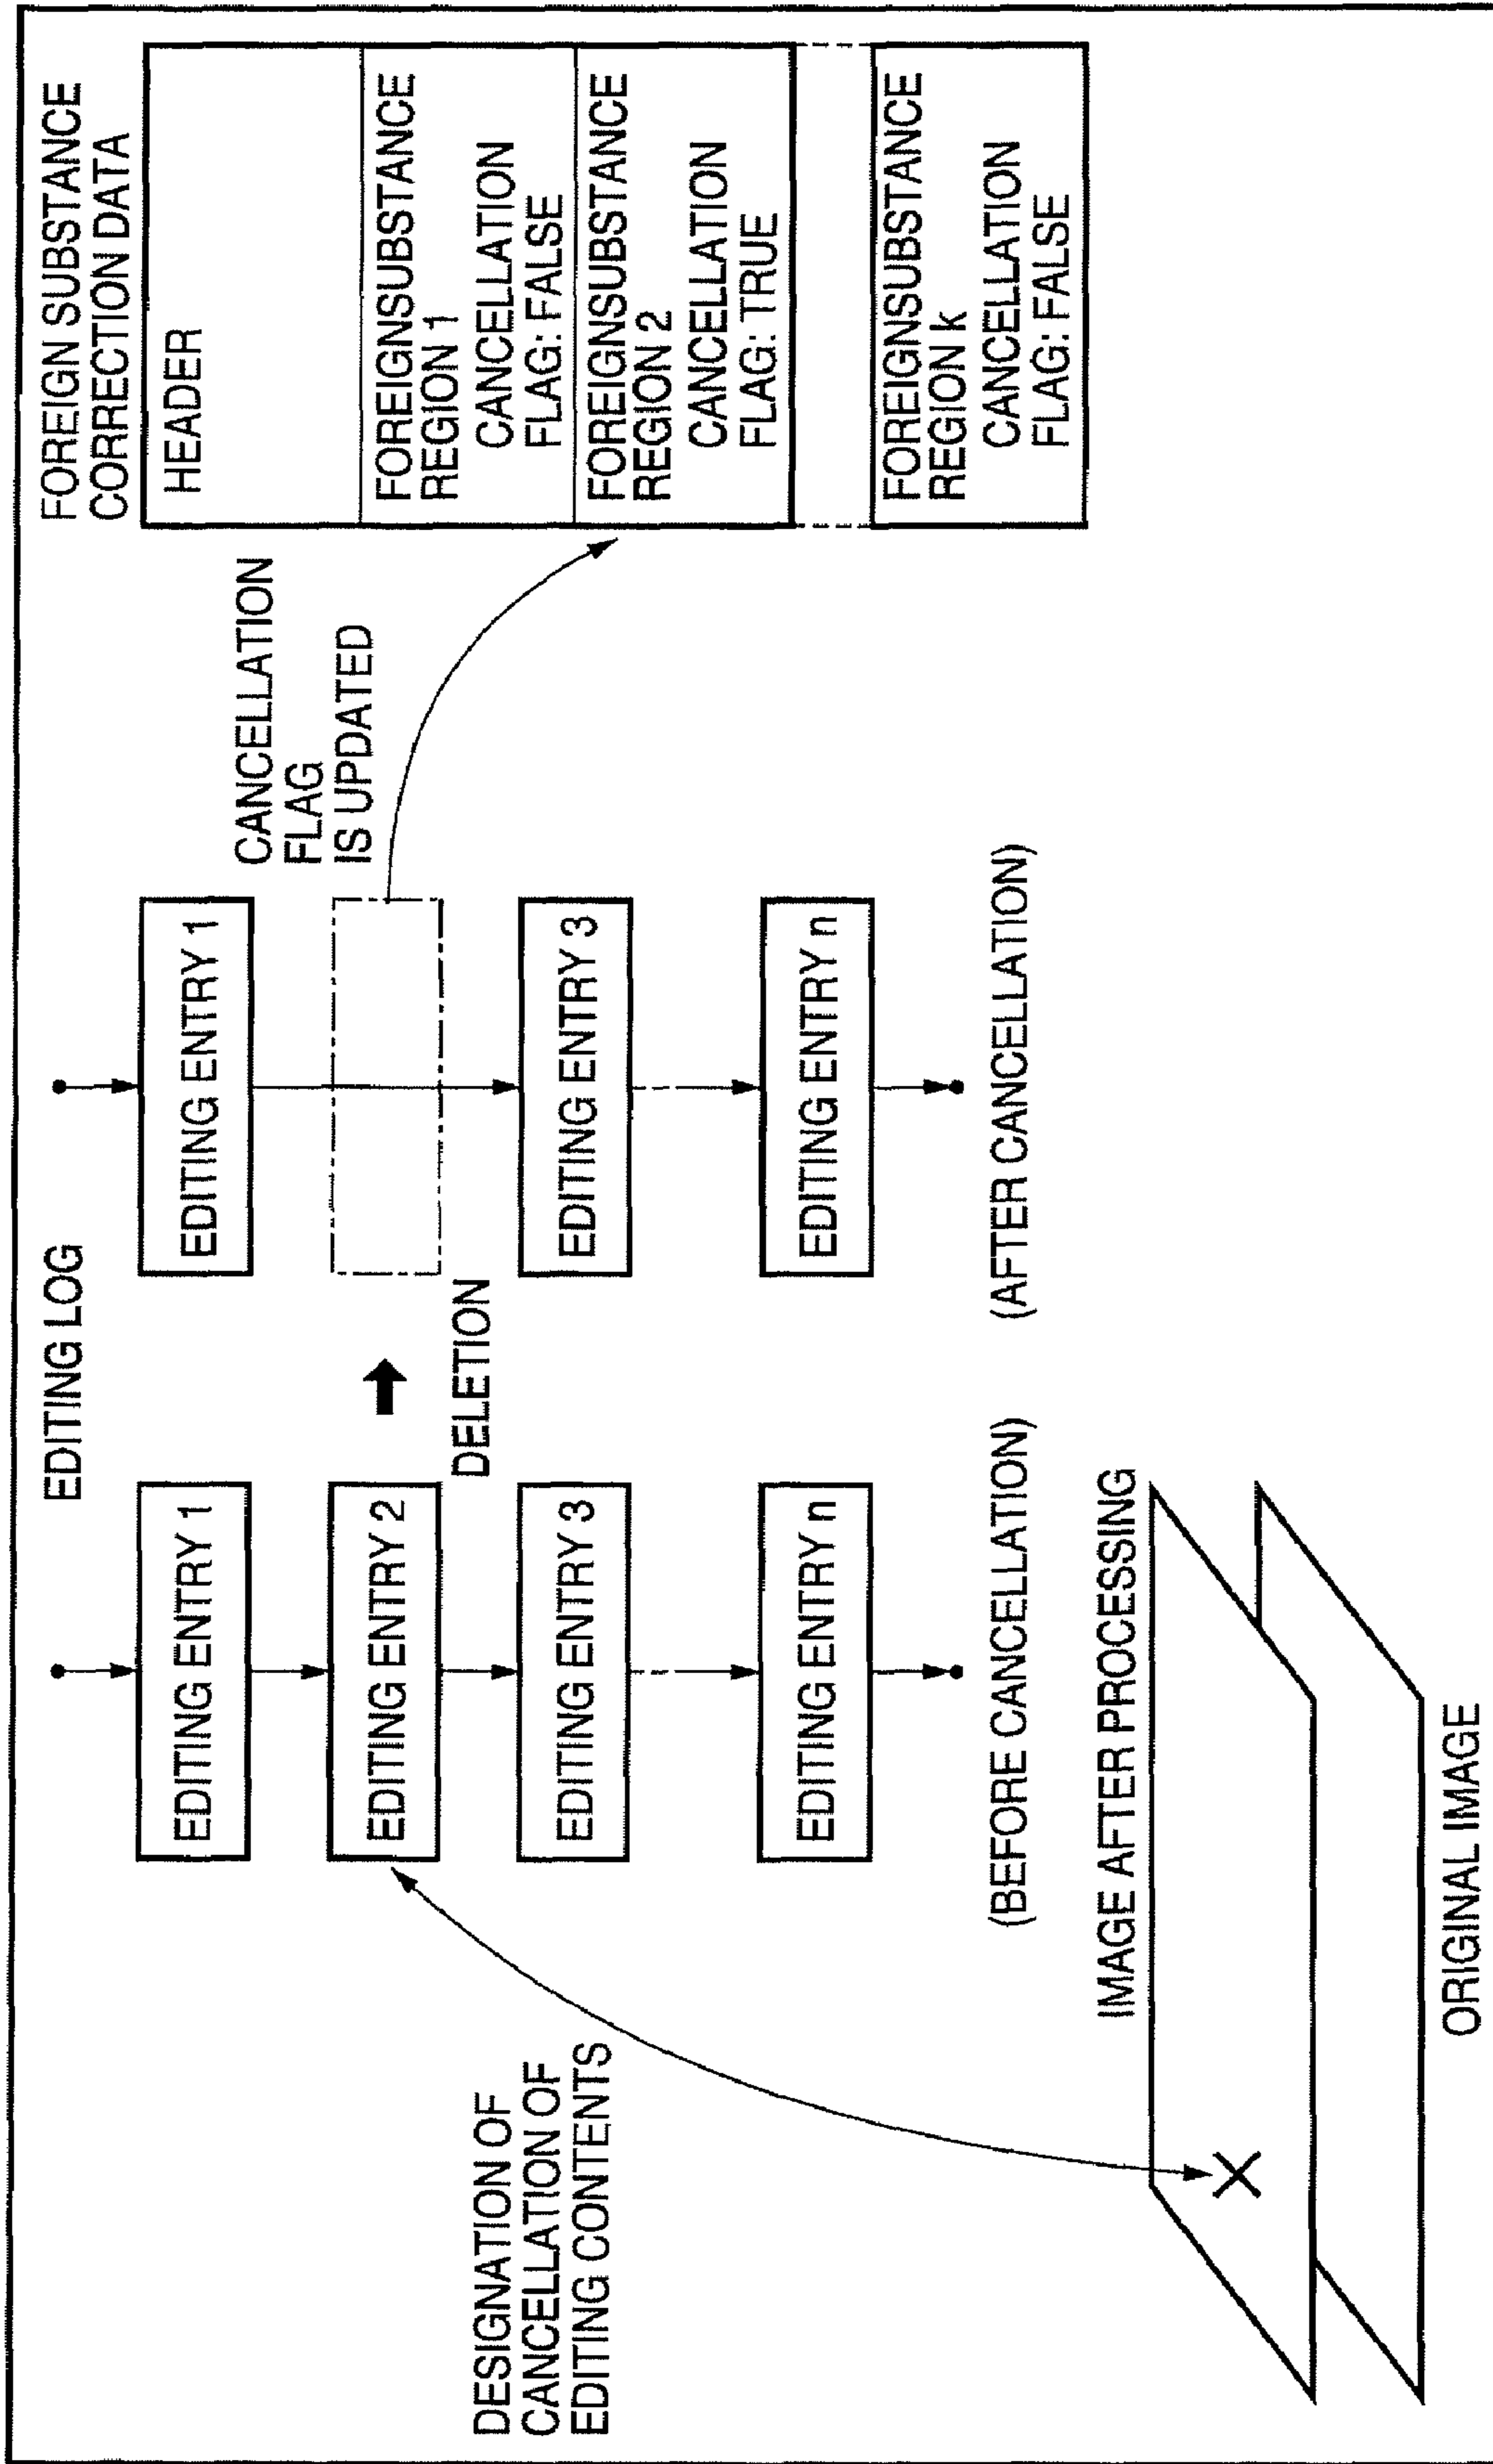 EDITING LOG
EDITING ENTRY 1
EDITING ENTRY 2
EDITING ENTRY 3
EDITING ENTRY n
(BEFORE CANCELLATION)
DELETION
EDITING ENTRY 1
EDITING ENTRY 3
EDITING ENTRY n
(AFTER CANCELLATION)
CANCELLATION
FLAG
IS UPDATED
FOREIGN SUBSTANCE
CORRECTION DATA
HEADER
FOREIGNSUBSTANCE
REGION 1
CANCELLATION
FLAG: FALSE
FOREIGNSUBSTANCE
REGION 2
CANCELLATION
FLAG: TRUE
FOREIGNSUBSTANCE
REGION k
CANCELLATION
FLAG: FALSE
DESIGNATION OF
CANCELLATION OF
EDITING CONTENTS
IMAGE AFTER PROCESSING
ORIGINAL IMAGE